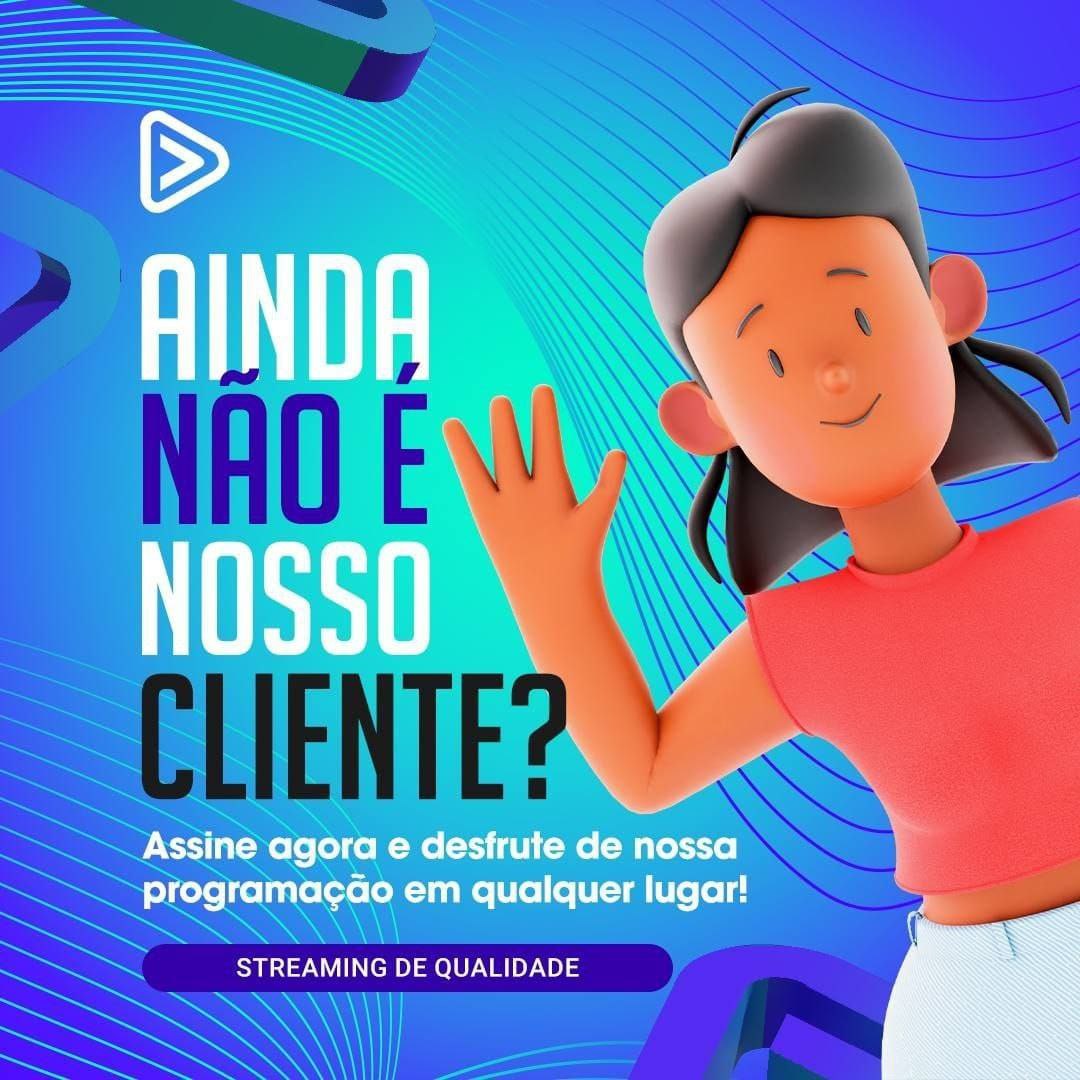 AINDA
NÃO É
NOSSO
CLIENTE?
Assine agora e desfrute de nossa
programação em qualquer lugar!
STREAMING DE QUALIDADE